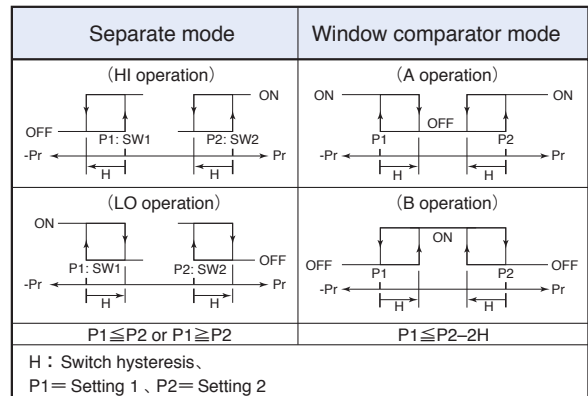 Separate mode
Window comparator mode
(HI operation)
ON
OFF
P1: SW1
P2: SW2
-Pr
Pr
H
H
(A operation)
ON
ON
OFF
P1
P2
-Pr
Pr
H
H
(LO operation)
ON
P1: SW1
P2: SW2
OFF
-Pr
Pr
H
H
(B operation)
ON
OFF
OFF
P1
P2
-Pr
Pr
H
H
P1≦P2 or P1≧P2
P1≦P2–2H
H : Switch hysteresis、
P1= Setting 1 、P2= Setting 2